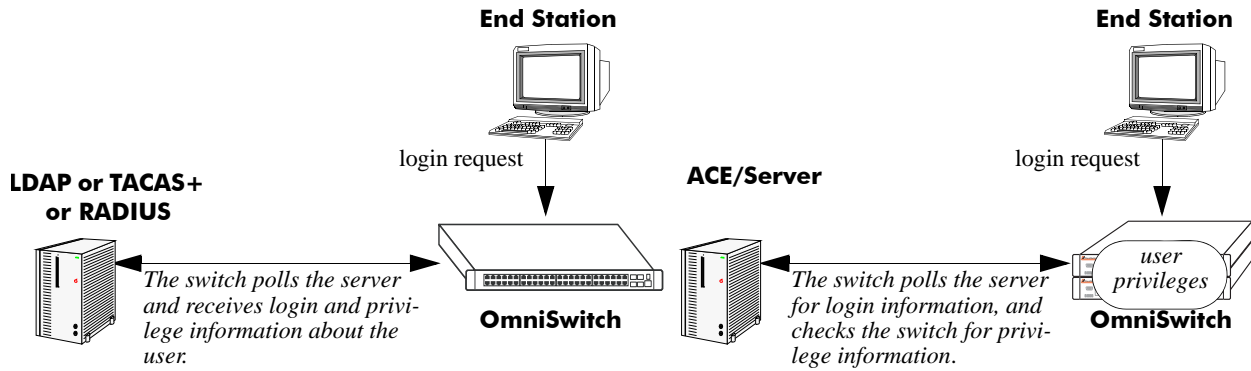 End Station
login request
LDAP or TACAS+
or RADIUS
The switch polls the server
and receives login and privi-
lege information about the
user.
OmniSwitch
End Station
login request
ACE/Server
user
privileges
The switch polls the server
for login information, and
checks the switch for privi-
lege information.
OmniSwitch